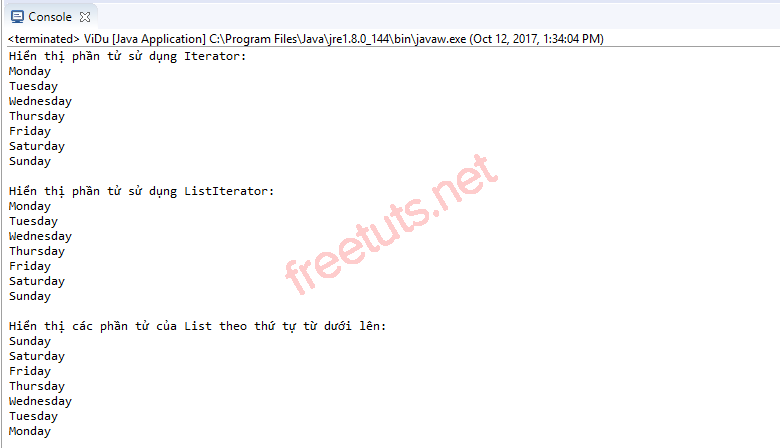 Console
<terminated> ViDu [Java Application] C:\Program Files\Java\jre1.8.0_144\bin\javaw.exe (Oct 12, 2017, 1:34:04 PM)
Hiển thị phần tử sử dụng Iterator:
Monday
Tuesday
Wednesday
Thursday
Friday
Saturday
Sunday
Hiển thị phần tử sử dụng ListIterator:
Monday
Tuesday
Wednesday
Thursday
Friday
Saturday
Sunday
Hiển thị các phần tử của List theo thứ tự từ dưới lên:
Sunday
Saturday
Friday
Thursday
Wednesday
Tuesday
Monday
freetuts.net